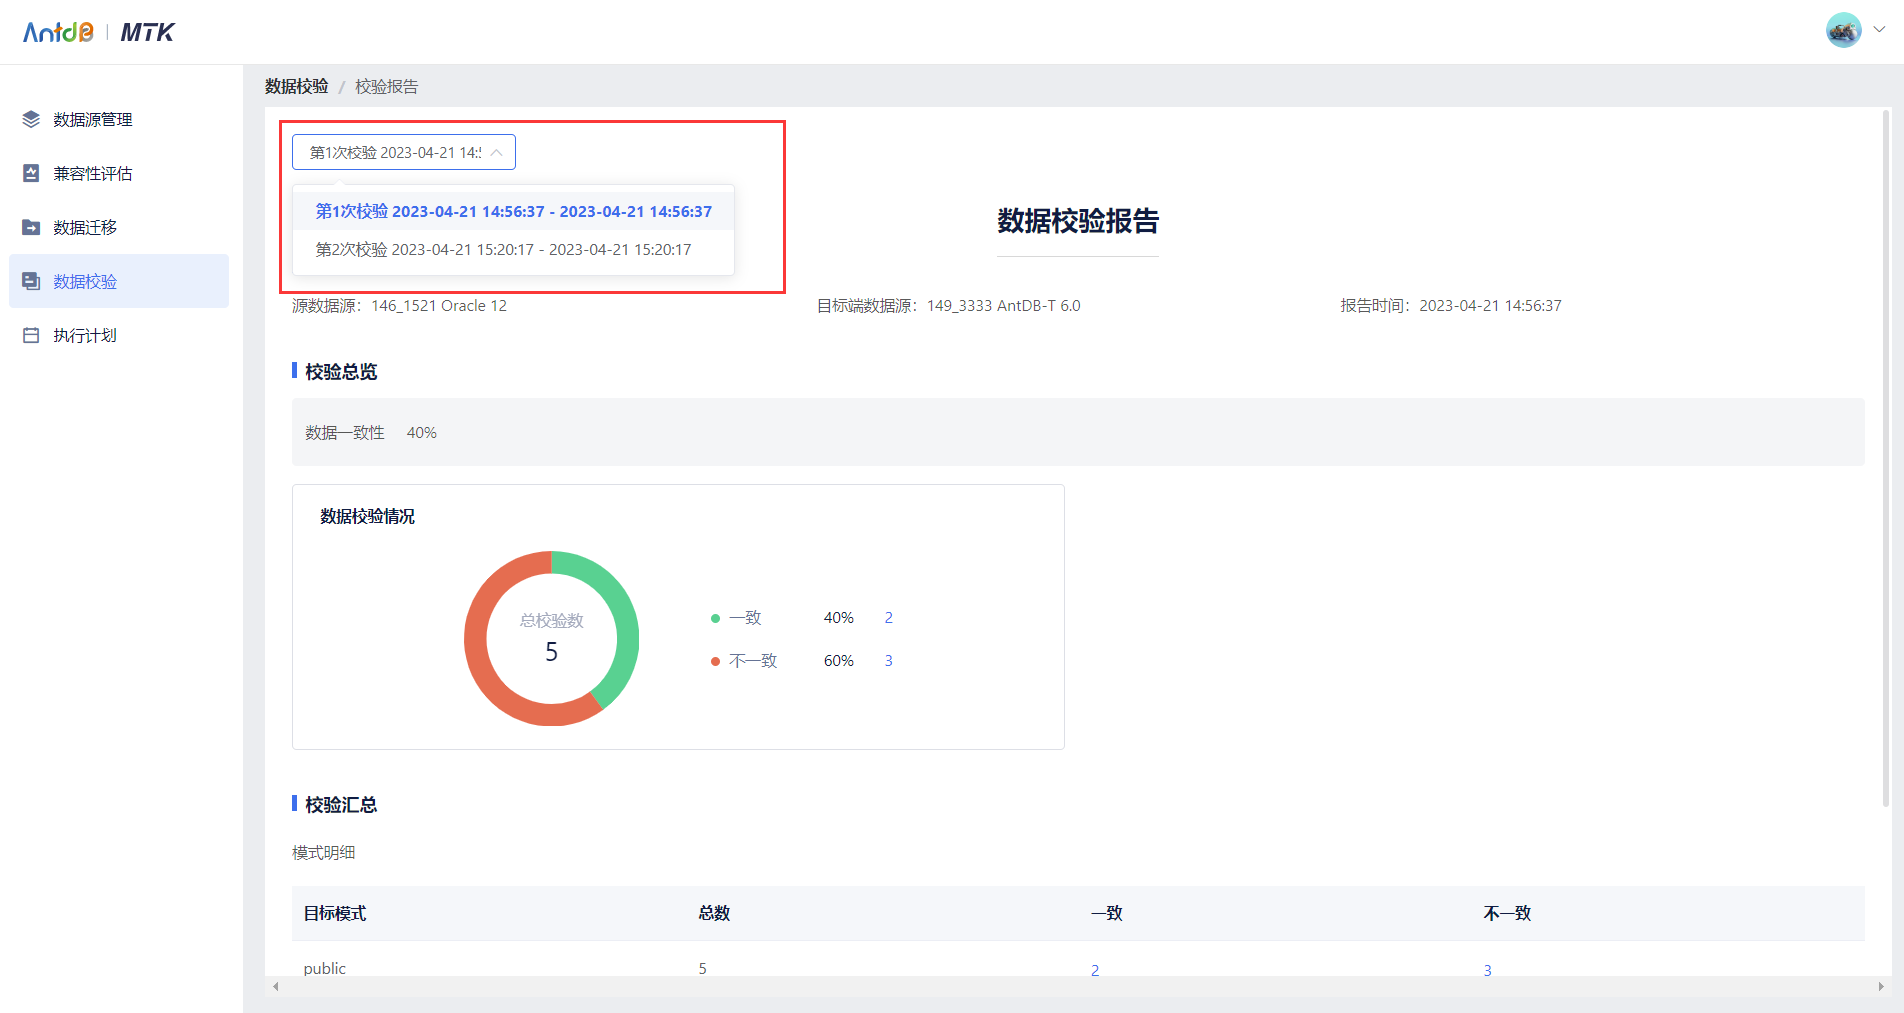 AntdB | MTK
数据源管理
兼容性评估
数据迁移
数据校验
执行计划
数据校验 / 校验报告
第1次校验 2023-04-21 14:5
第1次校验 2023-04-21 14:56:37 - 2023-04-21 14:56:37
第2次校验 2023-04-21 15:20:17 - 2023-04-21 15:20:17
数据校验报告
源数据源：146_1521 Oracle 12
目标端数据源：149_3333 AntDB-T 6.0
报告时间：2023-04-21 14:56:37
校验总览
数据一致性 40%
数据校验情况
总校验数
5
一致 40% 2
不一致 60% 3
校验汇总
模式明细
目标模式 总数 一致 不一致
public 5 2 3